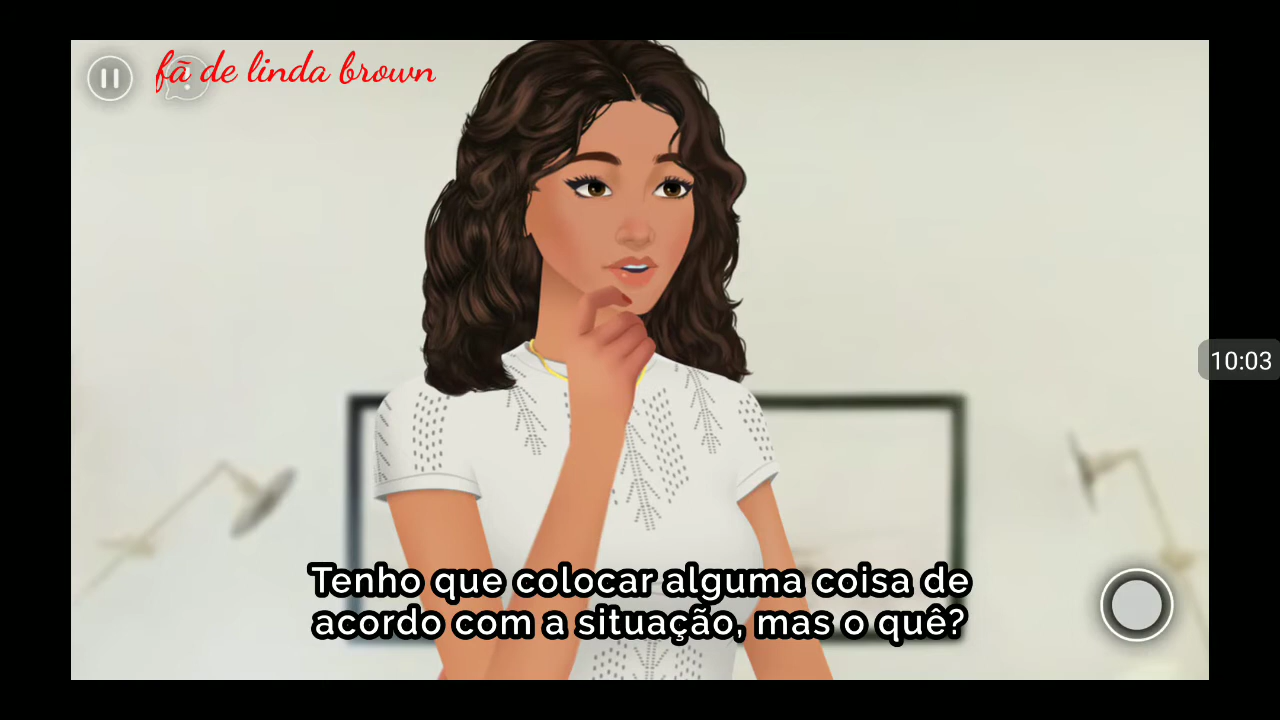 fã de linda brown
10:03
Tenho que colocar alguma coisa de
acordo com a situação, mas o quê?